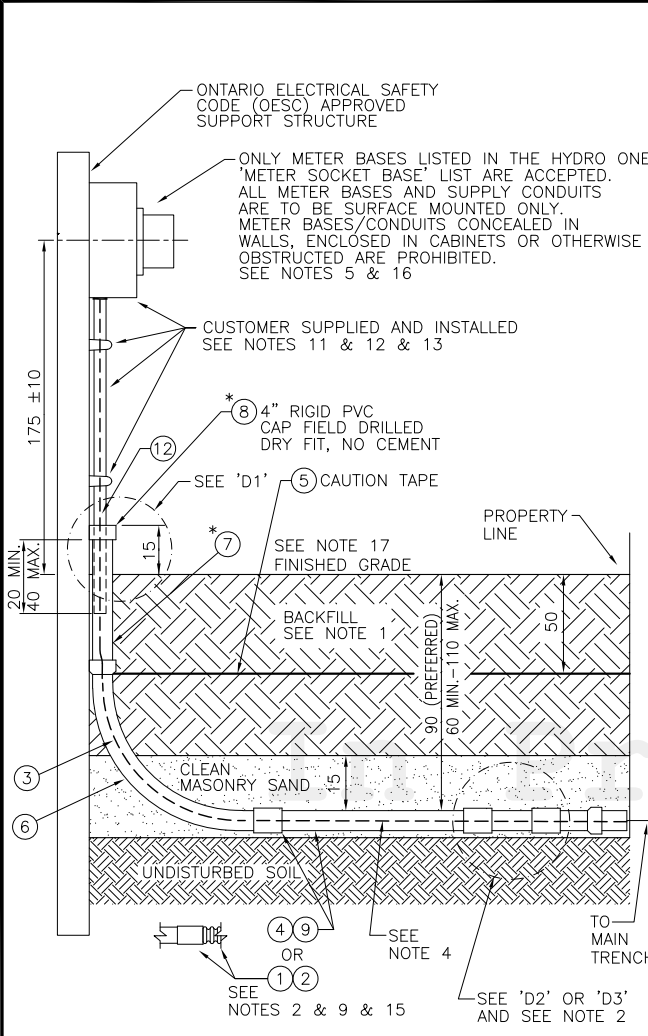 ONTARIO ELECTRICAL SAFETY
CODE (OESC) APPROVED
SUPPORT STRUCTURE
ONLY METER BASES LISTED IN THE HYDRO ONE
'METER SOCKET BASE' LIST ARE ACCEPTED.
ALL METER BASES AND SUPPLY CONDUITS
ARE TO BE SURFACE MOUNTED ONLY.
METER BASES/CONDUITS CONCEALED IN
WALLS, ENCLOSED IN CABINETS OR OTHERWISE
OBSTRUCTED ARE PROHIBITED.
SEE NOTES 5 & 16
CUSTOMER SUPPLIED AND INSTALLED
SEE NOTES 11 & 12 & 13
175 ±10
* 8 4" RIGID PVC
CAP FIELD DRILLED
DRY FIT, NO CEMENT
12
SEE 'D1'
5 CAUTION TAPE
20 MIN.
40 MAX.
15
* 7
SEE NOTE 17
FINISHED GRADE
PROPERTY
LINE
BACKFILL
SEE NOTE 1
90 (PREFERRED)
60 MIN.-110 MAX.
50
3
6
CLEAN
MASONRY SAND
15
In Pr
UNDISTURBED SOIL
4 9
OR
1 2
SEE
NOTES 2 & 9 & 15
SEE
NOTE 4
TO
MAIN
TRENCH
SEE 'D2' OR 'D3'
AND SEE NOTE 2